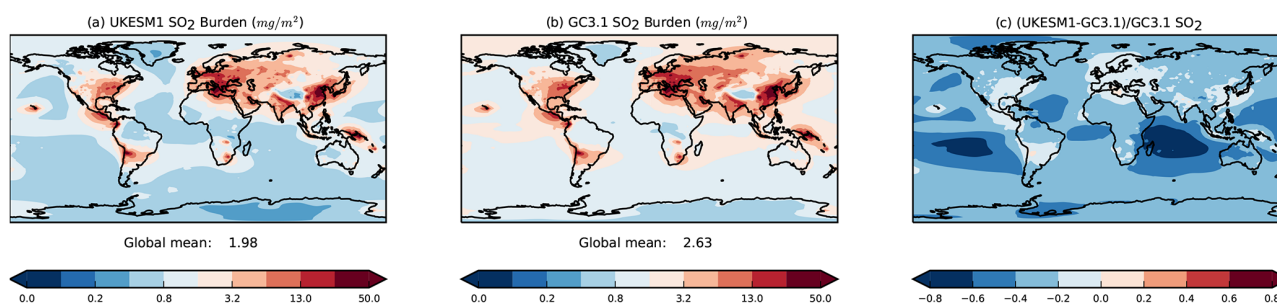 (a) UKESM1 SO2 Burden (mg/m²)
(b) GC3.1 SO2 Burden (mg/m²)
(c) (UKESM1-GC3.1)/GC3.1 SO2
Global mean: 1.98
Global mean: 2.63
0.0 0.2 0.8 3.2 13.0 50.0
0.0 0.2 0.8 3.2 13.0 50.0
−0.8 −0.6 −0.4 −0.2 0.0 0.2 0.4 0.6